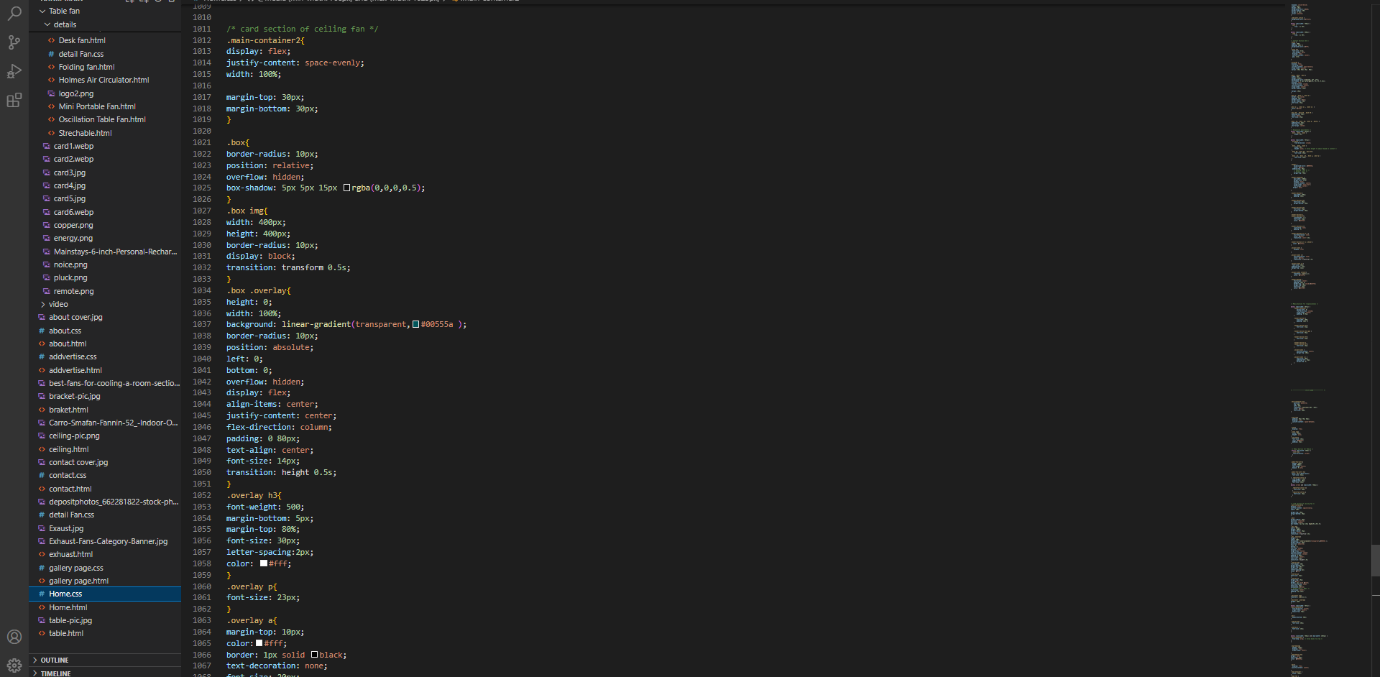 Table fan
details
Desk fan.html
detail Fan.css
Folding fan.html
Holmes Air Circulator.html
logo2.png
Mini Portable Fan.html
Oscillation Table Fan.html
Strechable.html
card1.webp
card2.webp
card3.jpg
card4.jpg
card5.jpg
card6.webp
copper.png
energy.png
Mainstays-6-inch-Personal-Rechar...
noice.png
pluck.png
remote.png
video
about cover.jpg
about.css
about.html
addvertise.css
addvertise.html
best-fans-for-cooling-a-room-sectio...
bracket-pic.jpg
braket.html
Carro-Smafan-Fannin-52_-Indoor-O...
ceiling-pic.png
ceiling.html
contact cover.jpg
contact.css
contact.html
depositphotos_662281822-stock-ph...
detail Fan.css
Exaust.jpg
Exhaust-Fans-Category-Banner.jpg
exhuast.html
gallery page.css
gallery page.html
Home.css
Home.html
table-pic.jpg
table.html
OUTLINE
TIMELINE
1009
1010
1011 /* card section of ceiling fan */
1012 .main-container2{
1013 display: flex;
1014 justify-content: space-evenly;
1015 width: 100%;
1016
1017 margin-top: 30px;
1018 margin-bottom: 30px;
1019 }
1020
1021 .box{
1022 border-radius: 10px;
1023 position: relative;
1024 overflow: hidden;
1025 box-shadow: 5px 5px 15px rgba(0,0,0,0.5);
1026 }
1027 .box img{
1028 width: 400px;
1029 height: 400px;
1030 border-radius: 10px;
1031 display: block;
1032 transition: transform 0.5s;
1033 }
1034 .box .overlay{
1035 height: 0;
1036 width: 100%;
1037 background: linear-gradient(transparent,#00555a );
1038 border-radius: 10px;
1039 position: absolute;
1040 left: 0;
1041 bottom: 0;
1042 overflow: hidden;
1043 display: flex;
1044 align-items: center;
1045 justify-content: center;
1046 flex-direction: column;
1047 padding: 0 80px;
1048 text-align: center;
1049 font-size: 14px;
1050 transition: height 0.5s;
1051 }
1052 .overlay h3{
1053 font-weight: 500;
1054 margin-bottom: 5px;
1055 margin-top: 80%;
1056 font-size: 30px;
1057 letter-spacing:2px;
1058 color: #fff;
1059 }
1060 .overlay p{
1061 font-size: 23px;
1062 }
1063 .overlay a{
1064 margin-top: 10px;
1065 color:#fff;
1066 border: 1px solid black;
1067 text-decoration: none;
1068 font-size: 20px;